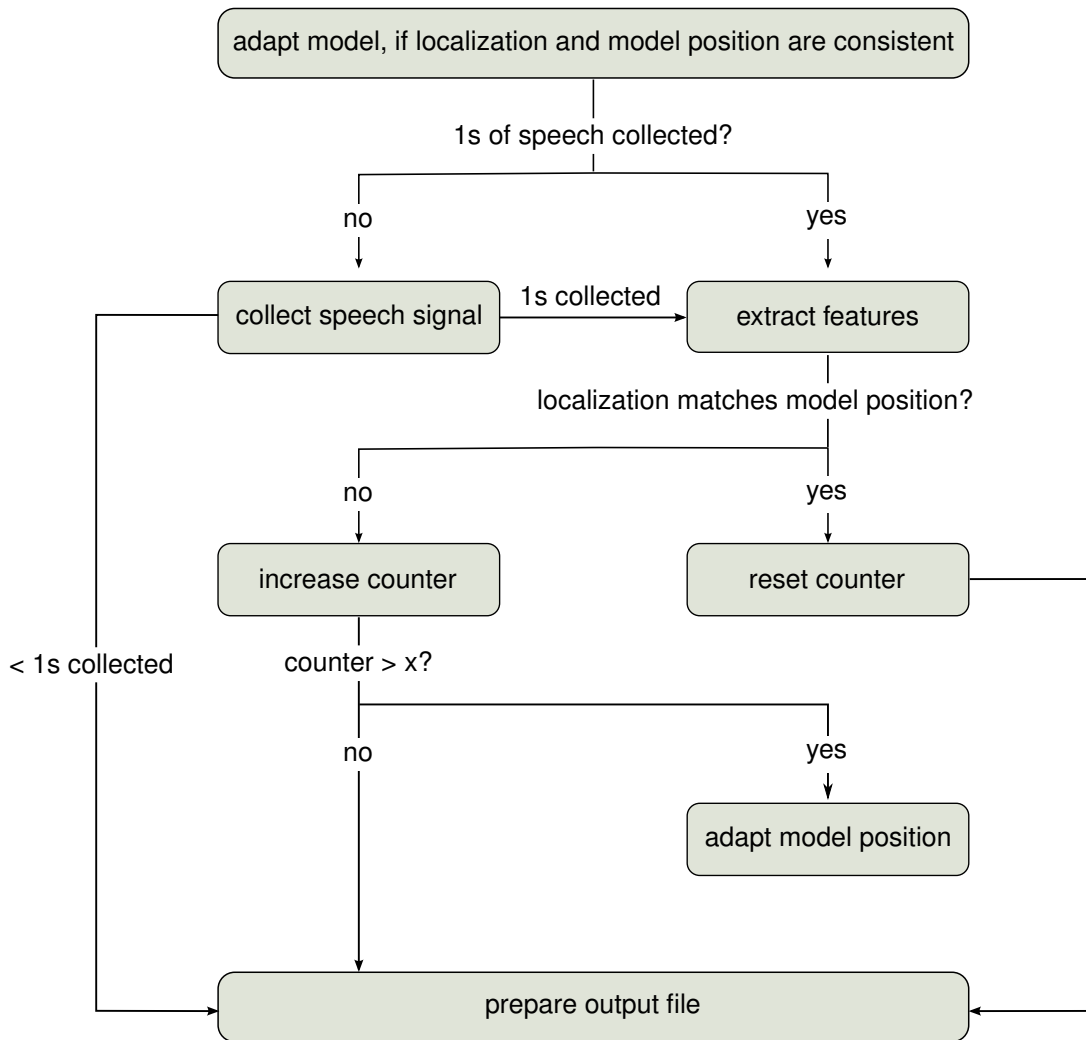 adapt model, if localization and model position are consistent
1s of speech collected?
no
yes
collect speech signal
1s collected
extract features
localization matches model position?
no
yes
increase counter
reset counter
< 1s collected
counter > x?
no
yes
adapt model position
prepare output file